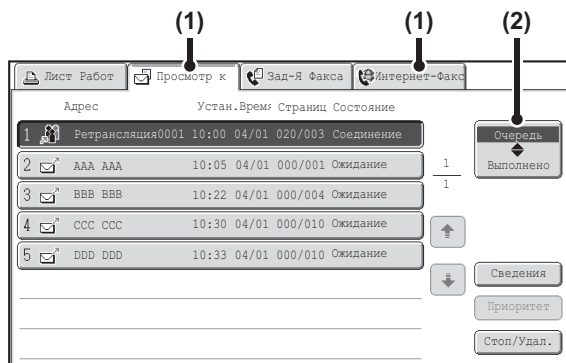 (1) (1) (2)
Лист Работ Просмотр к Зад-Я Факса Интернет-Факс
Адрес Устан.Время Страниц Состояние
1 Ретрансляция0001 10:00 04/01 020/003 Соединение
2 AAA AAA 10:05 04/01 000/001 Ожидание
3 BBB BBB 10:22 04/01 000/004 Ожидание
4 CCC CCC 10:30 04/01 000/010 Ожидание
5 DDD DDD 10:33 04/01 000/010 Ожидание
1
1
Очередь
Выполнено
Сведения
Приоритет
Стоп/Удал.